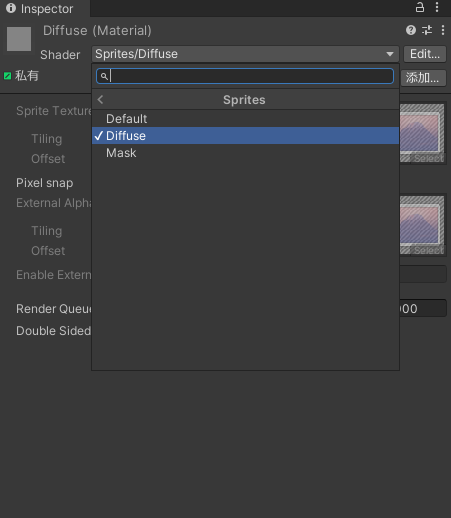 Inspector
Diffuse (Material)
Shader
Sprites/Diffuse
Edit...
私有
添加...
Sprites
Sprite Texture
Default
Diffuse
Tiling
Mask
Offset
Select
Pixel snap
External Alpha
Tiling
Offset
Select
Enable Extern
Render Queue
00
Double Sided